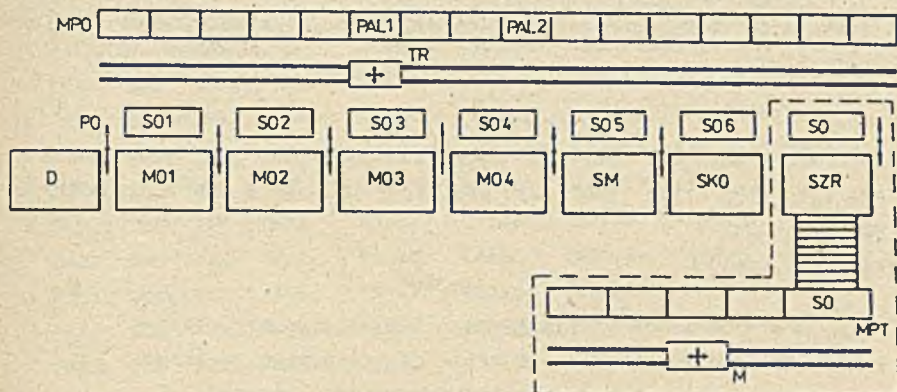 MPO PAL1 PAL2
TR
PO SO1 SO2 SO3 SO4 SO5 SO6 SO
D MO1 MO2 MO3 MO4 SM SKO SZR
SO
MPT
M